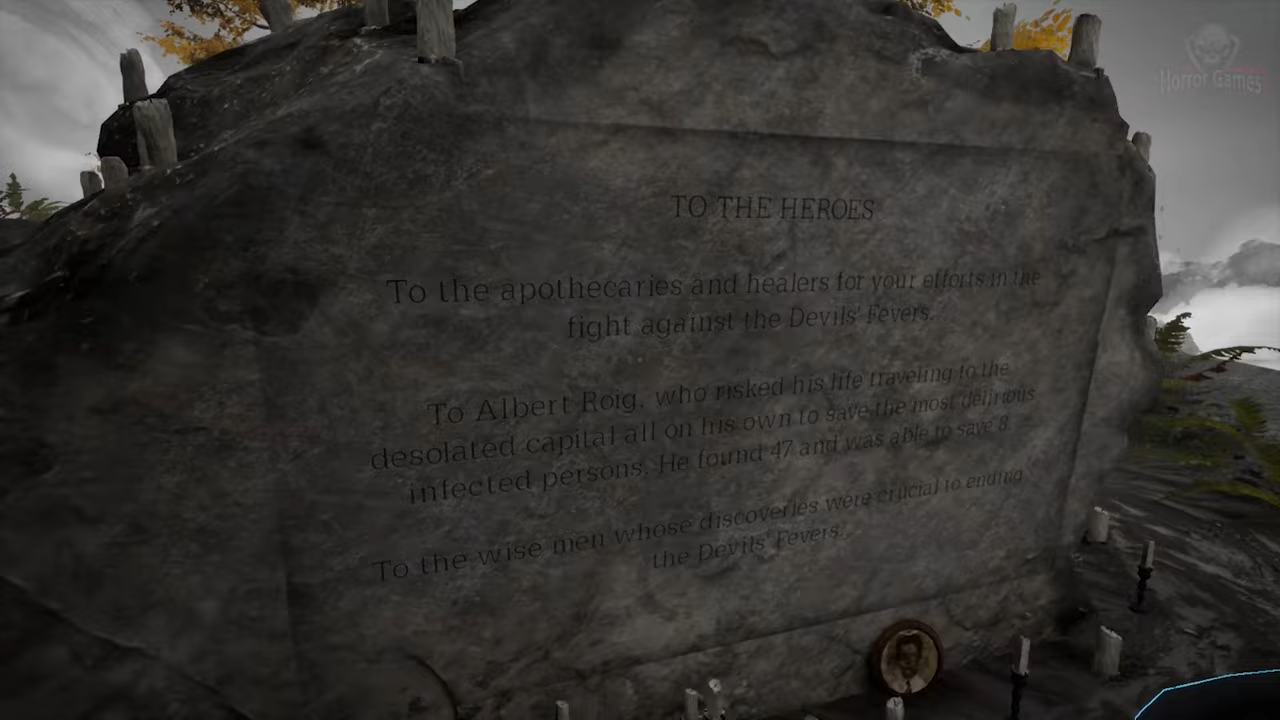 Horror Games
TO THE HEROES
To the apothecaries and healers for your efforts in the
fight against the Devils' Fevers.
To Albert Roig, who risked his life traveling to the
desolated capital all on his own to save the most delirious
infected persons. He found 47 and was able to save 8.
To the wise men whose discoveries were crucial to ending
the Devils' Fevers.